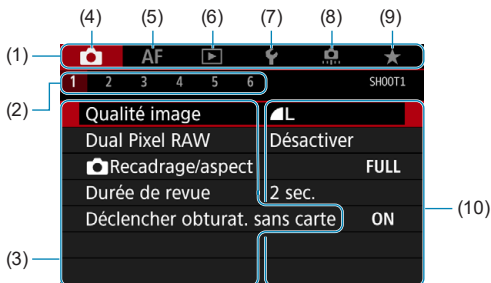 (4) (5) (6) (7) (8) (9)
(1) AF
(2) 1 2 3 4 5 6 SHOOT1
Qualité image L
Dual Pixel RAW Désactiver
Recadrage/aspect FULL
Durée de revue 2 sec.
(10)
Déclencher obturat. sans carte ON
(3)